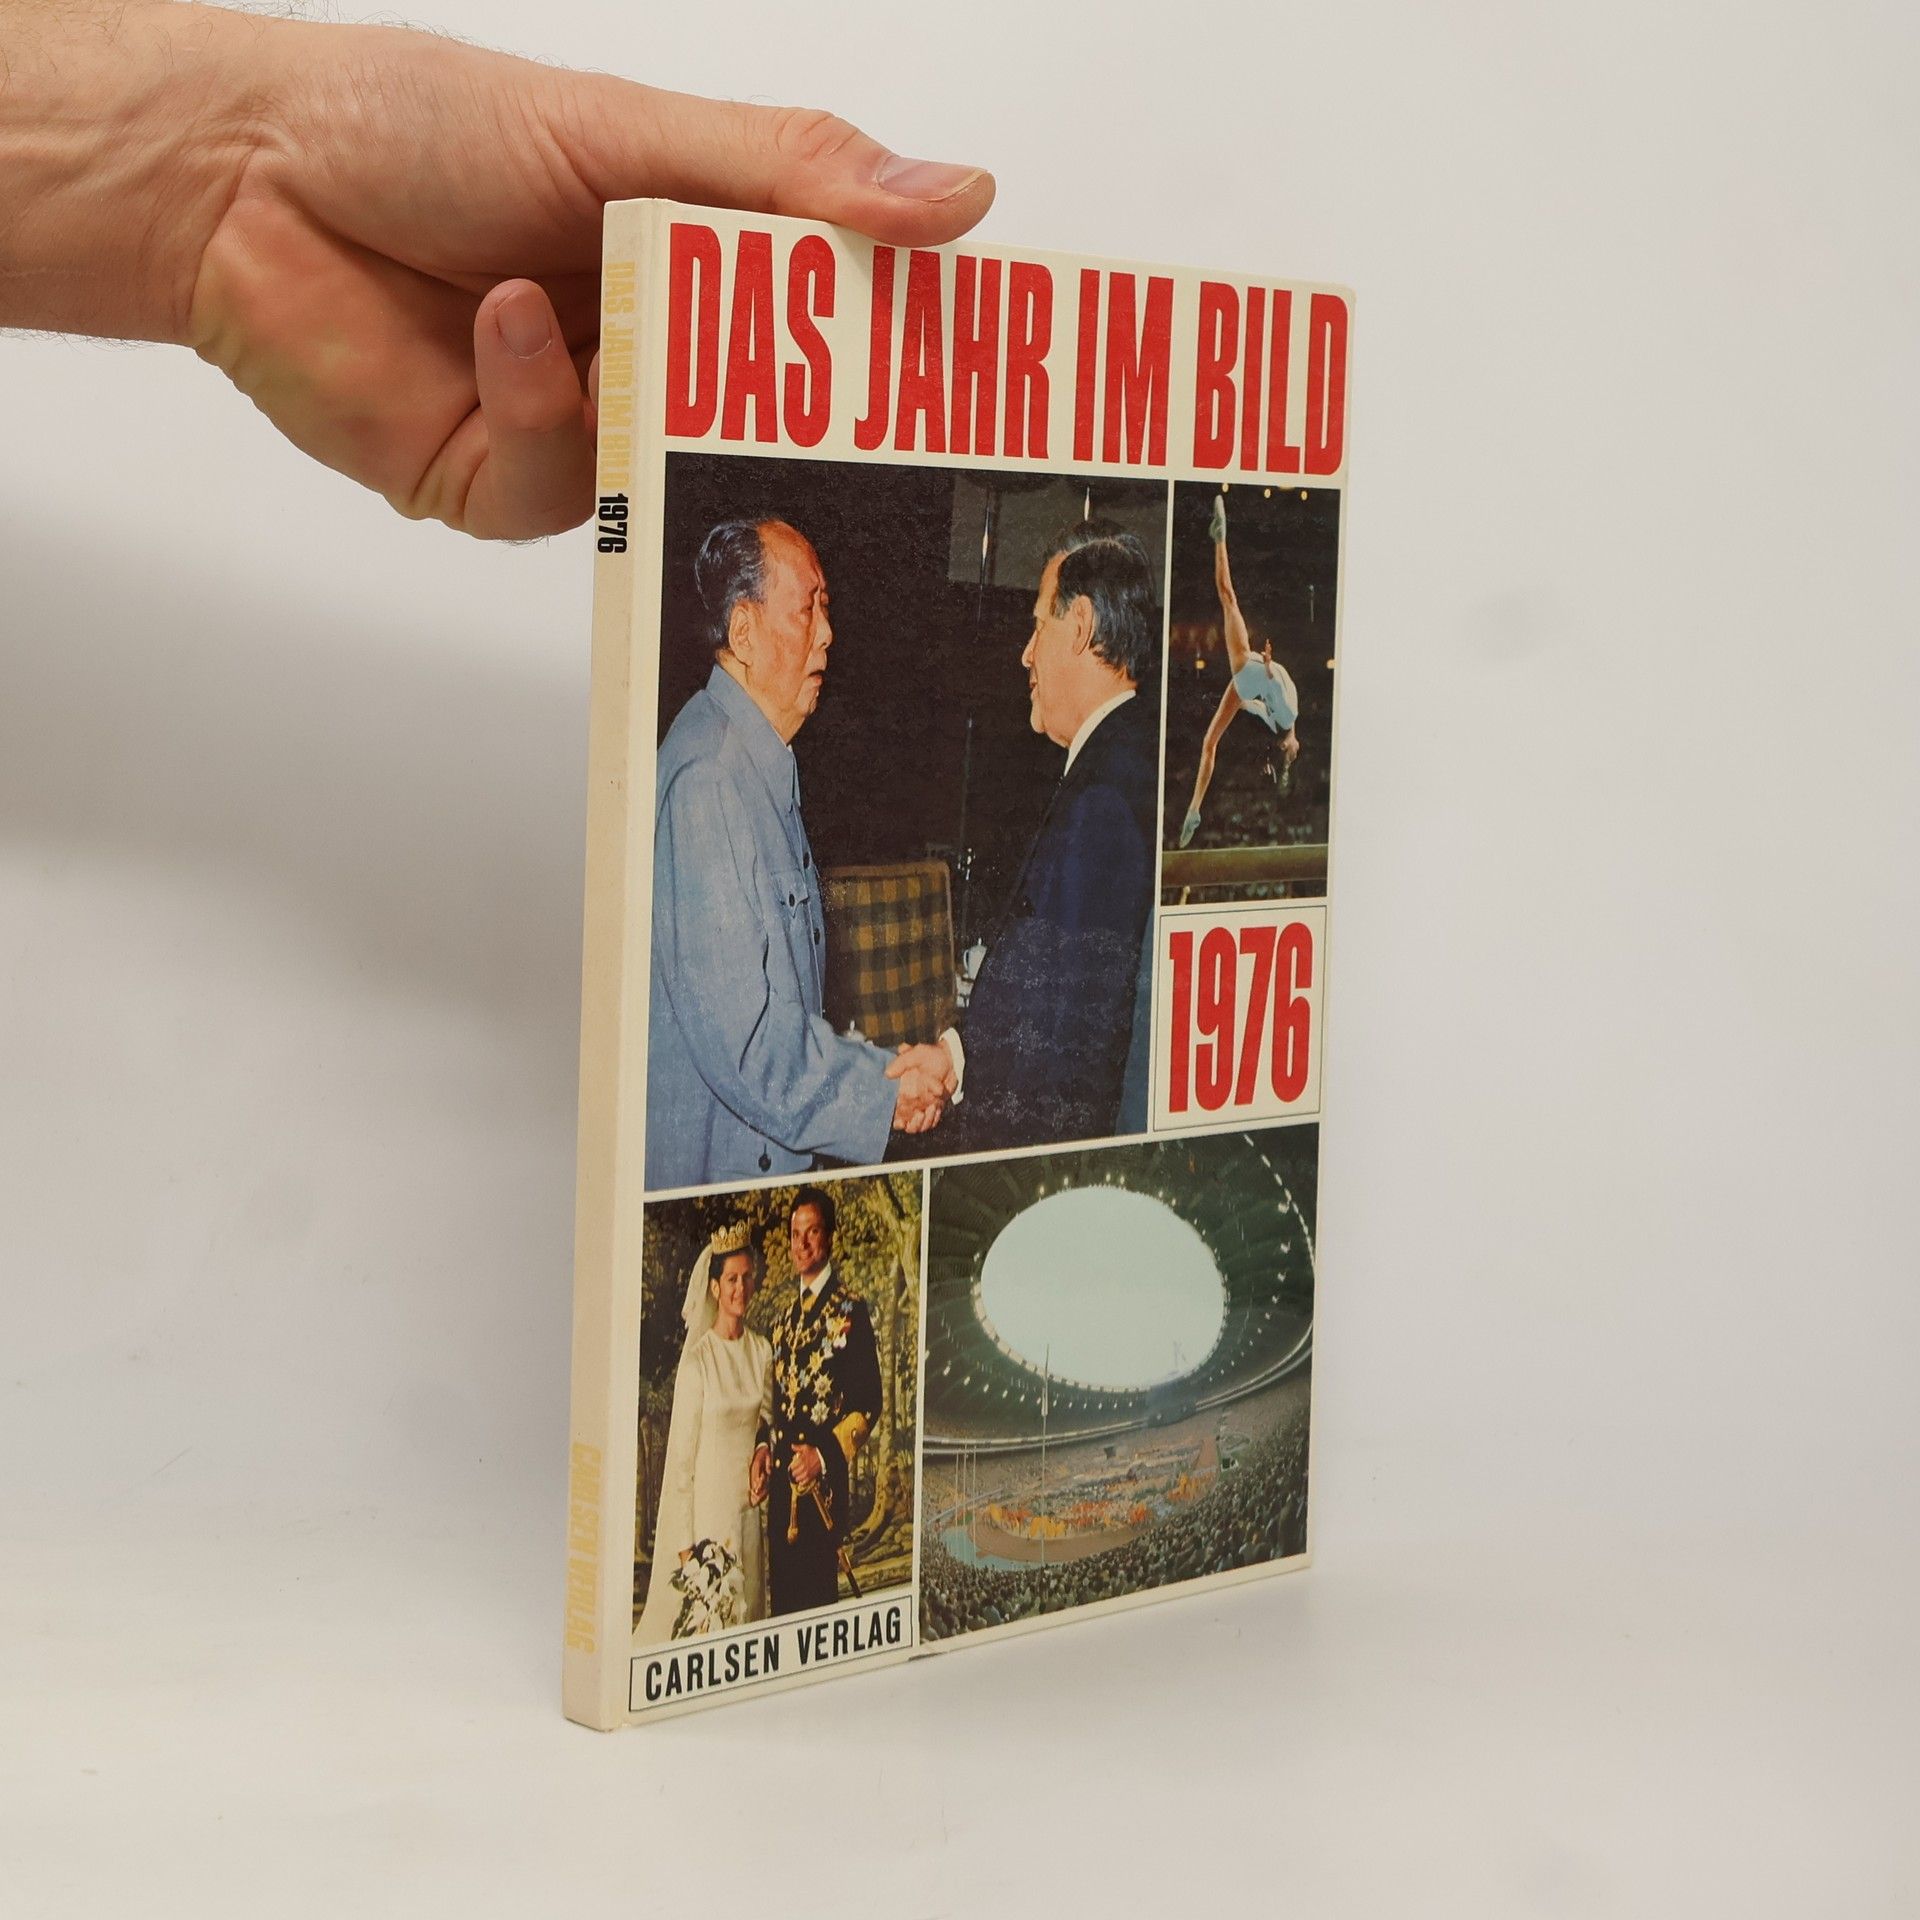 DAS JAHR IM BILD
1976
CARLSEN VERLAG
DAS JAHR IM BILD 1976
CARLSEN VERLAG